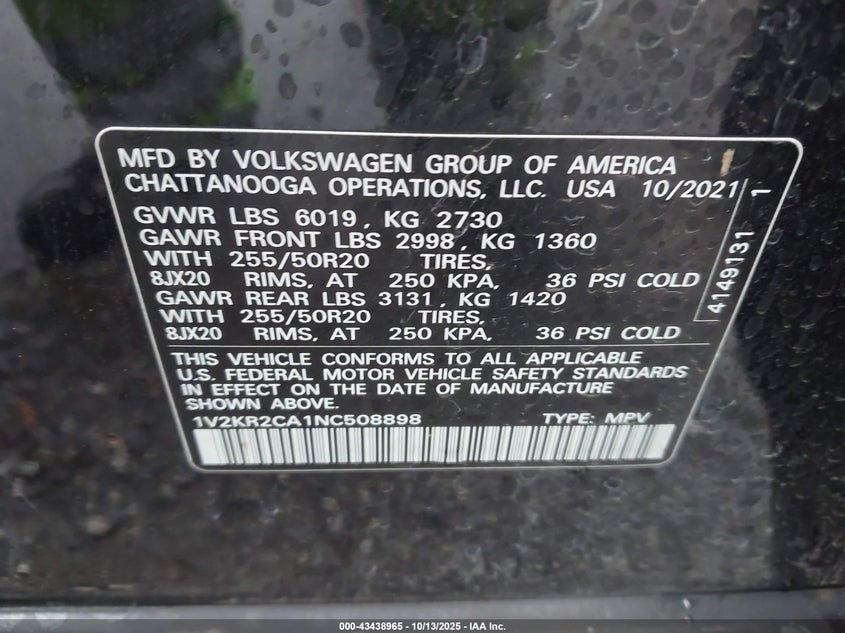 MFD BY VOLKSWAGEN GROUP OF AMERICA
CHATTANOOGA OPERATIONS, LLC. USA 10/2021
GVWR LBS 6019, KG 2730
GAWR FRONT LBS 2998, KG 1360
WITH 255/50R20 TIRES,
8JX20 RIMS, AT 250 KPA, 36 PSI COLD
GAWR REAR LBS 3131, KG 1420
WITH 255/50R20 TIRES,
8JX20 RIMS, AT 250 KPA, 36 PSI COLD
THIS VEHICLE CONFORMS TO ALL APPLICABLE
U.S. FEDERAL MOTOR VEHICLE SAFETY STANDARDS
IN EFFECT ON THE DATE OF MANUFACTURE
SHOWN ABOVE.
1V2KR2CA1NC508898 TYPE: MPV
4149131 1
000-43438965 - 10/13/2025 - IAA Inc.